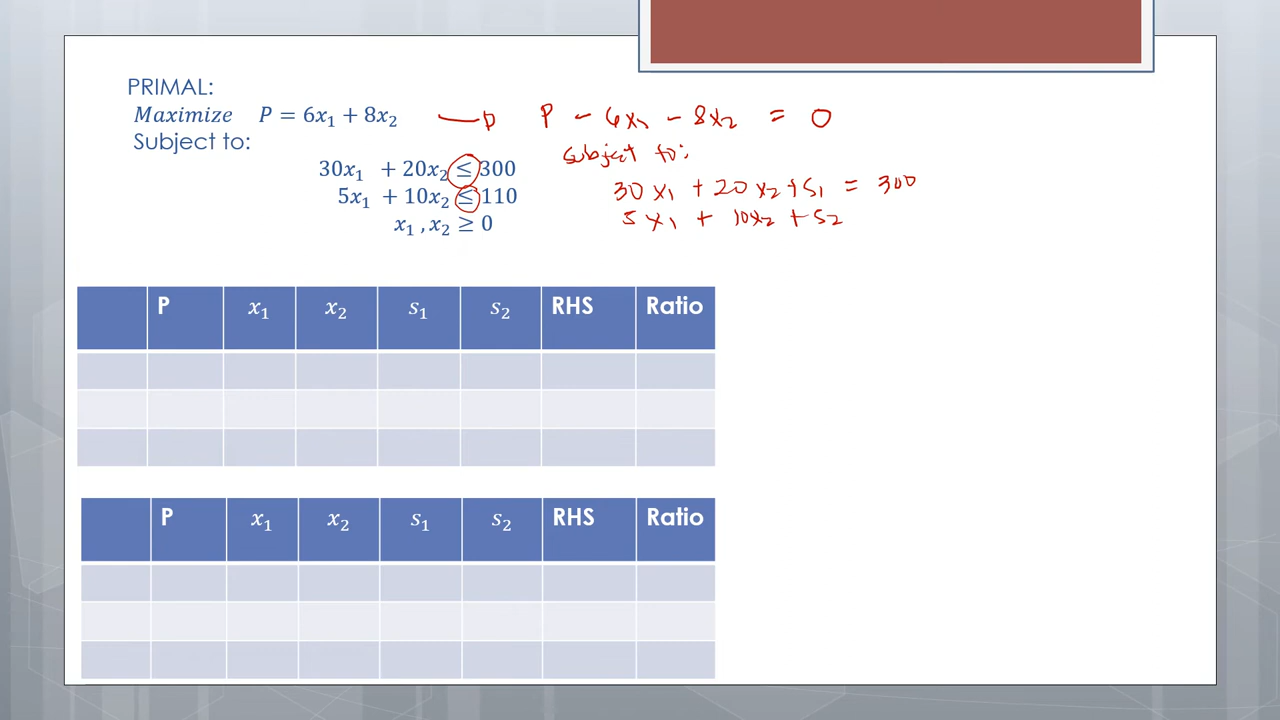 PRIMAL:
Maximize P = 6x₁ + 8x₂ → P − 6x₁ − 8x₂ = 0
Subject to: subject to:
30x₁ + 20x₂ ≤ 300 30x₁ + 20x₂ + s₁ = 300
5x₁ + 10x₂ ≤ 110 5x₁ + 10x₂ + s₂
x₁ , x₂ ≥ 0
P x₁ x₂ s₁ s₂ RHS Ratio
P x₁ x₂ s₁ s₂ RHS Ratio